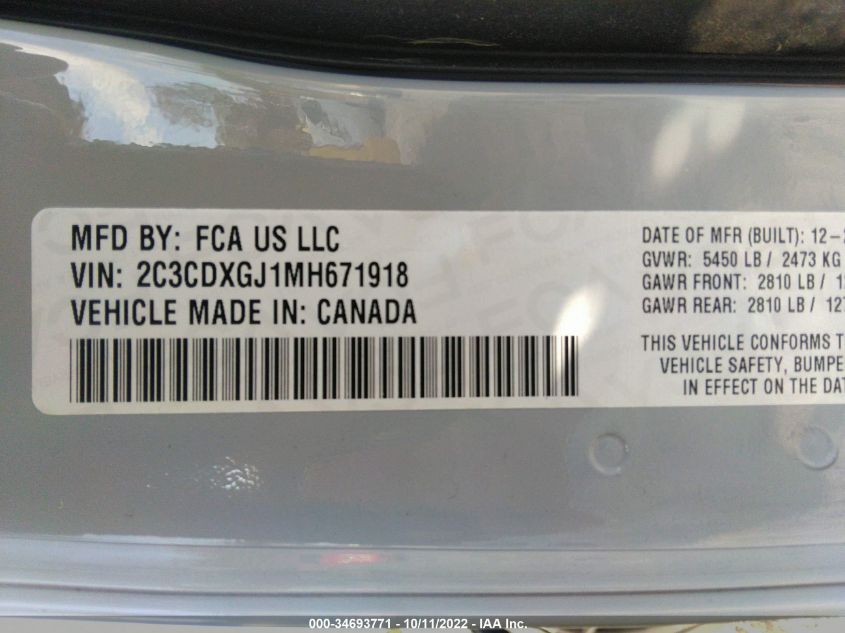 MFD BY: FCA US LLC
VIN: 2C3CDXGJ1MH671918
VEHICLE MADE IN: CANADA
DATE OF MFR (BUILT): 12-
GVWR: 5450 LB / 2473 KG
GAWR FRONT: 2810 LB /
GAWR REAR: 2810 LB /
THIS VEHICLE CONFORMS
VEHICLE SAFETY,
IN EFFECT ON THE
000-34693771 - 10/11/2022 - IAA Inc.